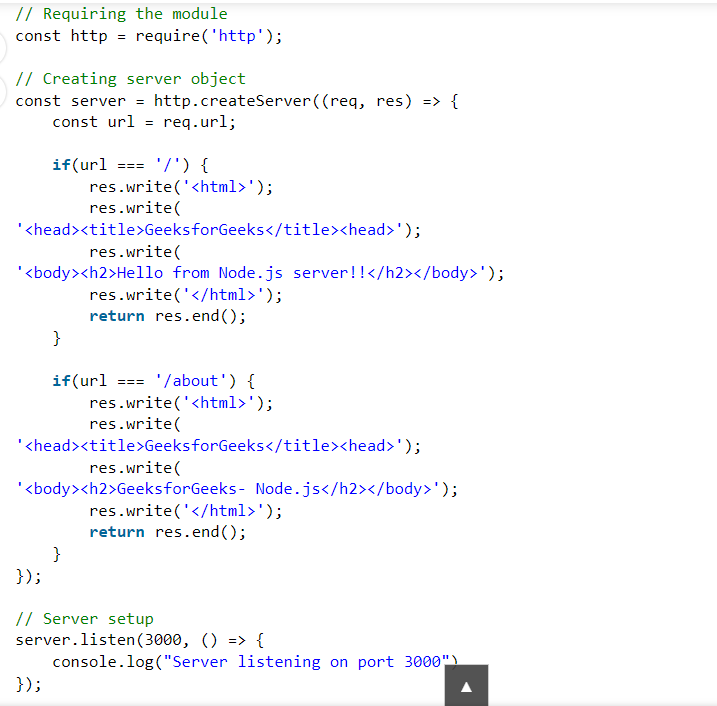 // Requiring the module
const http = require('http');
// Creating server object
const server = http.createServer((req, res) => {
    const url = req.url;
    if(url === '/') {
        res.write('<html>');
        res.write(
'<head><title>GeeksforGeeks</title><head>');
        res.write(
'<body><h2>Hello from Node.js server!!</h2></body>');
        res.write('</html>');
        return res.end();
    }
    if(url === '/about') {
        res.write('<html>');
        res.write(
'<head><title>GeeksforGeeks</title><head>');
        res.write(
'<body><h2>GeeksforGeeks- Node.js</h2></body>');
        res.write('</html>');
        return res.end();
    }
});
// Server setup
server.listen(3000, () => {
    console.log("Server listening on port 3000")
});